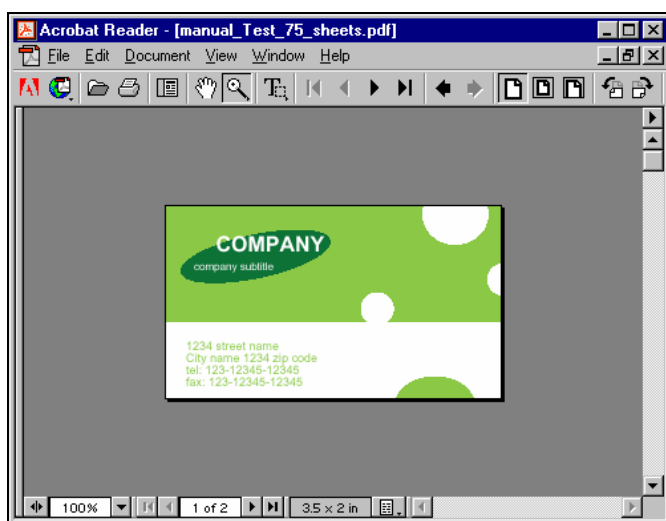 Acrobat Reader - [manual_Test_75_sheets.pdf]
File Edit Document View Window Help
COMPANY
company subtitle
1234 street name
City name 1234 zip code
tel: 123-12345-12345
fax: 123-12345-12345
100% 1 of 2 3.5 x 2 in